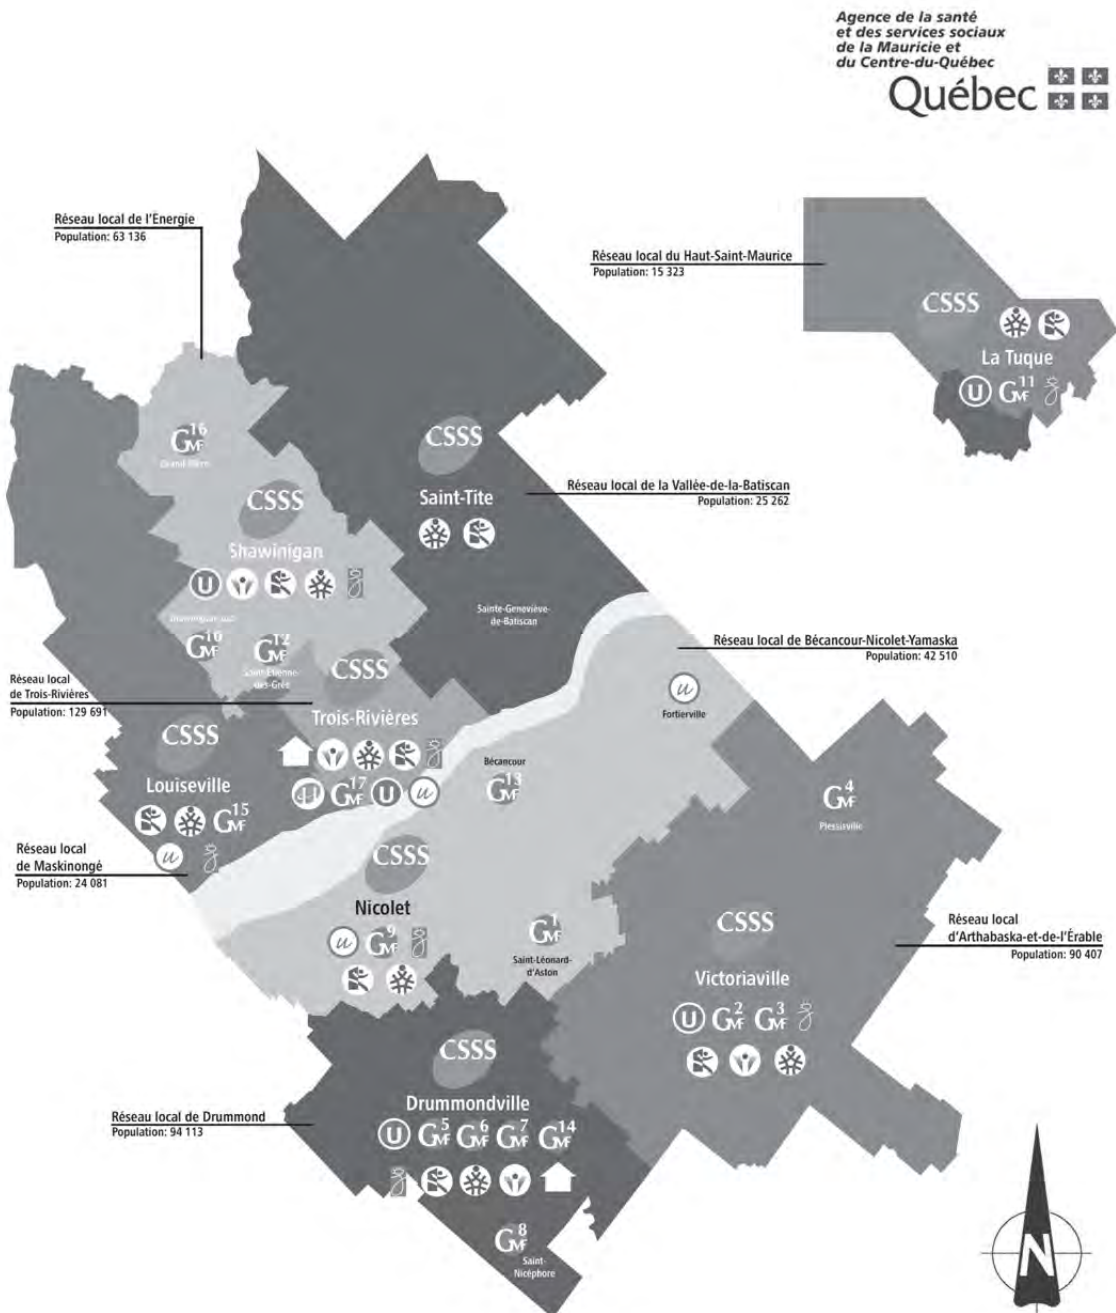 Agence de la santé
et des services sociaux
de la Mauricie et
du Centre-du-Québec
Québec
Réseau local de l'Énergie
Population: 63 136
Réseau local du Haut-Saint-Maurice
Population: 15 323
CSSS
La Tuque
U GMF 11
GMF 16
CSSS
Saint-Tite
Réseau local de la Vallée-de-la-Batiscan
Population: 25 262
CSSS
Shawinigan
U
Sainte-Geneviève-
de-Batiscan
GMF 10
GMF 12
Saint-Étienne
des-Grès
Réseau local de Bécancour-Nicolet-Yamaska
Population: 42 510
u
Fortierville
Réseau local
de Trois-Rivières
Population: 129 691
CSSS
Trois-Rivières
GMF 17 U u
CSSS
Louiseville
GMF 15
u
Bécancour
GMF 13
GMF 4
Plessisville
Réseau local
de Maskinongé
Population: 24 081
CSSS
Nicolet
u GMF 9
GMF 1
Saint-Léonard-
d'Aston
CSSS
Victoriaville
U GMF 2 GMF 3
Réseau local
d'Arthabaska-et-de-l'Érable
Population: 90 407
CSSS
Drummondville
U GMF 5 GMF 6 GMF 7 GMF 14
Réseau local de Drummond
Population: 94 113
GMF 8
Saint-
Nicéphore
N